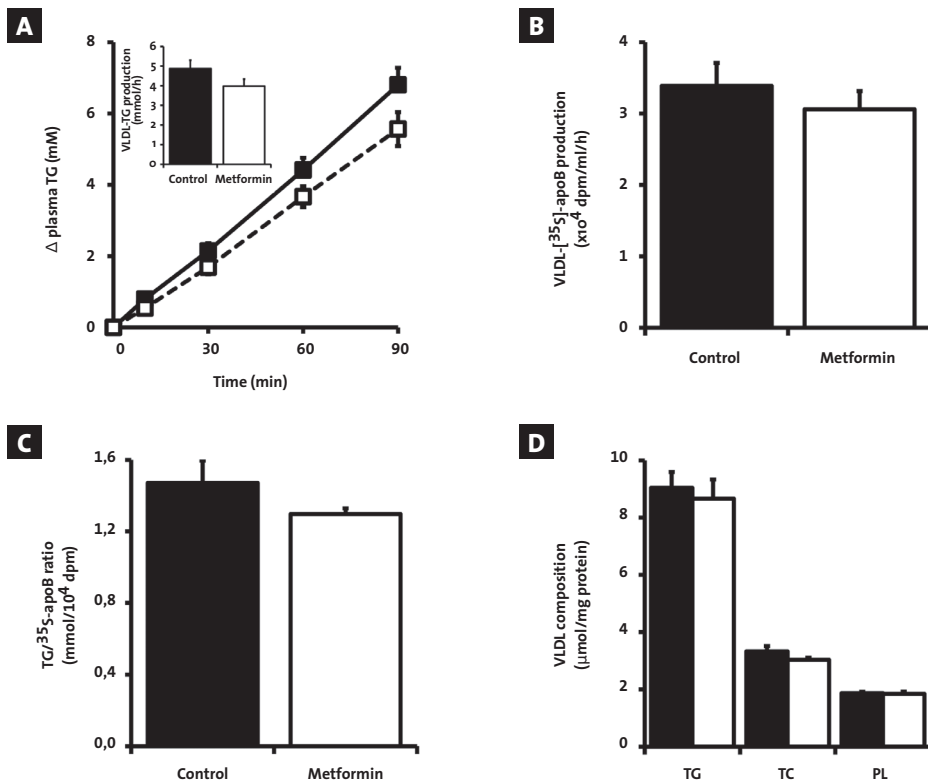 A
8
6
4
2
0
Δ plasma TG (mM)
0 30 60 90
Time (min)
6
5
4
3
2
1
0
VLDL-TG production
(mmol/h)
Control Metformin
B
4
3
2
1
0
VLDL-[³⁵S]-apoB production
(x10⁴ dpm/ml/h)
Control Metformin
C
1,6
1,2
0,8
0,4
0,0
TG/³⁵S-apoB ratio
(mmol/10⁴ dpm)
Control Metformin
D
10
8
6
4
2
0
VLDL composition
(μmol/mg protein)
TG TC PL